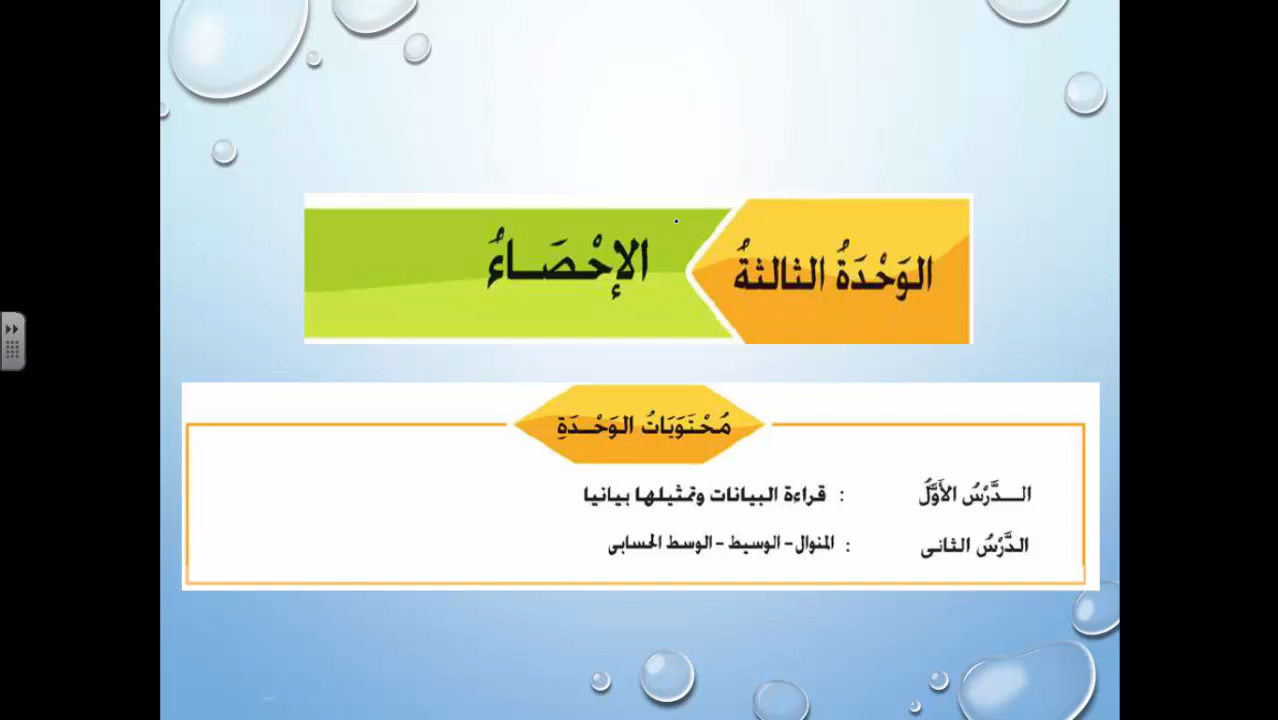 الوَحْدَةُ الثالثةُ
الإحْصَـاءُ
مُحْتَوَيَاتُ الوَحْـدَةِ
الـــدَّرْسُ الأَوَّلُ : قراءة البيانات وتمثيلها بيانيا
الدَّرْسُ الثانى : المنوال - الوسيط - الوسط الحسابى